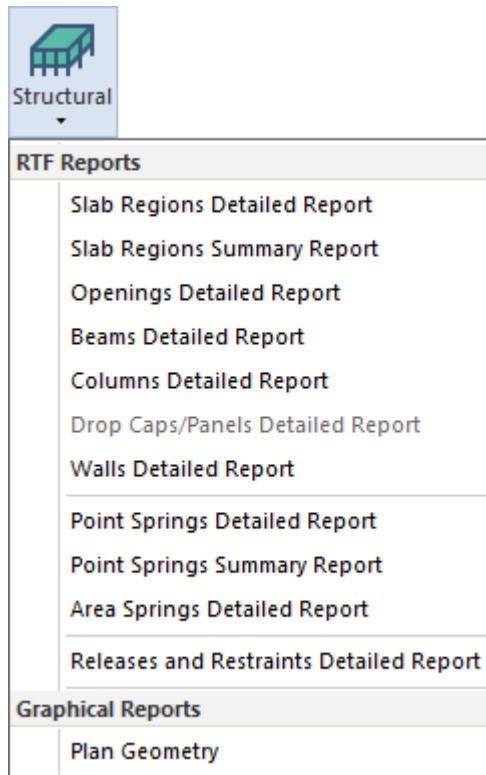 Structural
RTF Reports
Slab Regions Detailed Report
Slab Regions Summary Report
Openings Detailed Report
Beams Detailed Report
Columns Detailed Report
Drop Caps/Panels Detailed Report
Walls Detailed Report
Point Springs Detailed Report
Point Springs Summary Report
Area Springs Detailed Report
Releases and Restraints Detailed Report
Graphical Reports
Plan Geometry